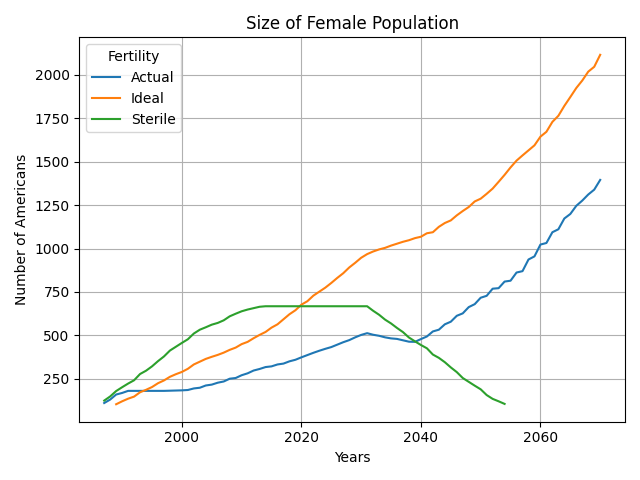 Size of Female Population
Fertility
Actual
Ideal
Sterile
Number of Americans
2000
1750
1500
1250
1000
750
500
250
2000
2020
2040
2060
Years